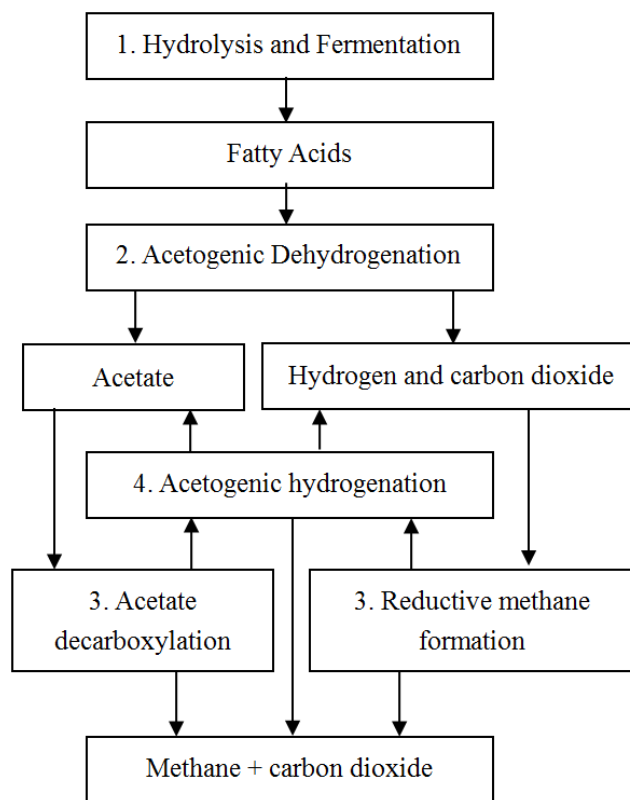 1. Hydrolysis and Fermentation
Fatty Acids
2. Acetogenic Dehydrogenation
Acetate
Hydrogen and carbon dioxide
4. Acetogenic hydrogenation
3. Acetate
decarboxylation
3. Reductive methane
formation
Methane + carbon dioxide